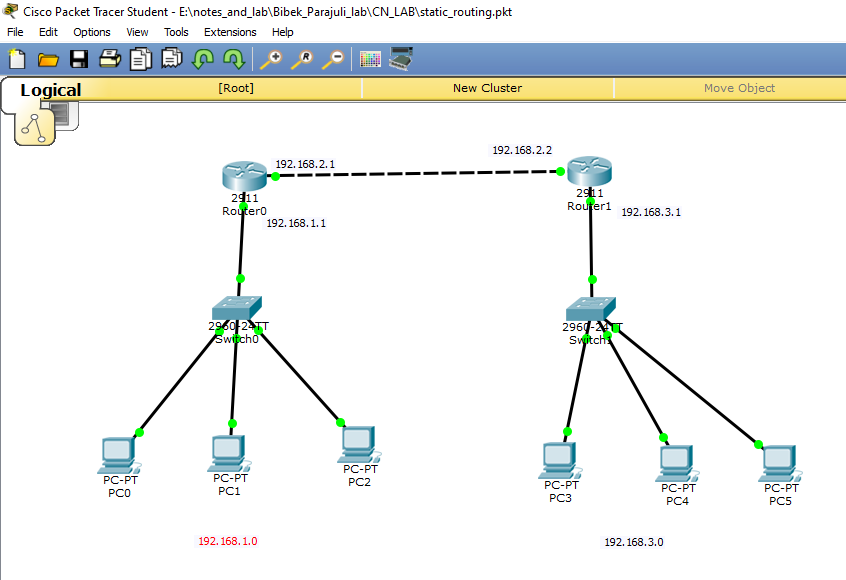 Cisco Packet Tracer Student - E:\notes_and_lab\Bibek_Parajuli_lab\CN_LAB\static_routing.pkt
File Edit Options View Tools Extensions Help
Logical [Root] New Cluster Move Object
192.168.2.1 192.168.2.2
2911 2911
Router0 Router1
192.168.1.1 192.168.3.1
2960-24TT 2960-24TT
Switch0 Switch1
PC-PT PC-PT PC-PT PC-PT PC-PT PC-PT
PC0 PC1 PC2 PC3 PC4 PC5
192.168.1.0 192.168.3.0